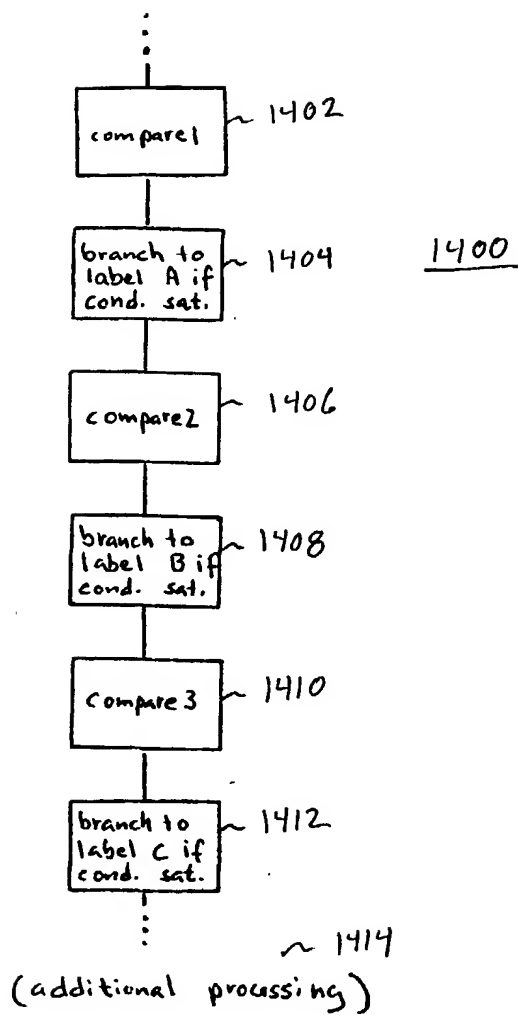 compare1
1402
branch to
label A if
cond. sat.
1404
1400
compare2
1406
branch to
label B if
cond. sat.
1408
compare3
1410
branch to
label C if
cond. sat.
1412
1414
(additional processing)